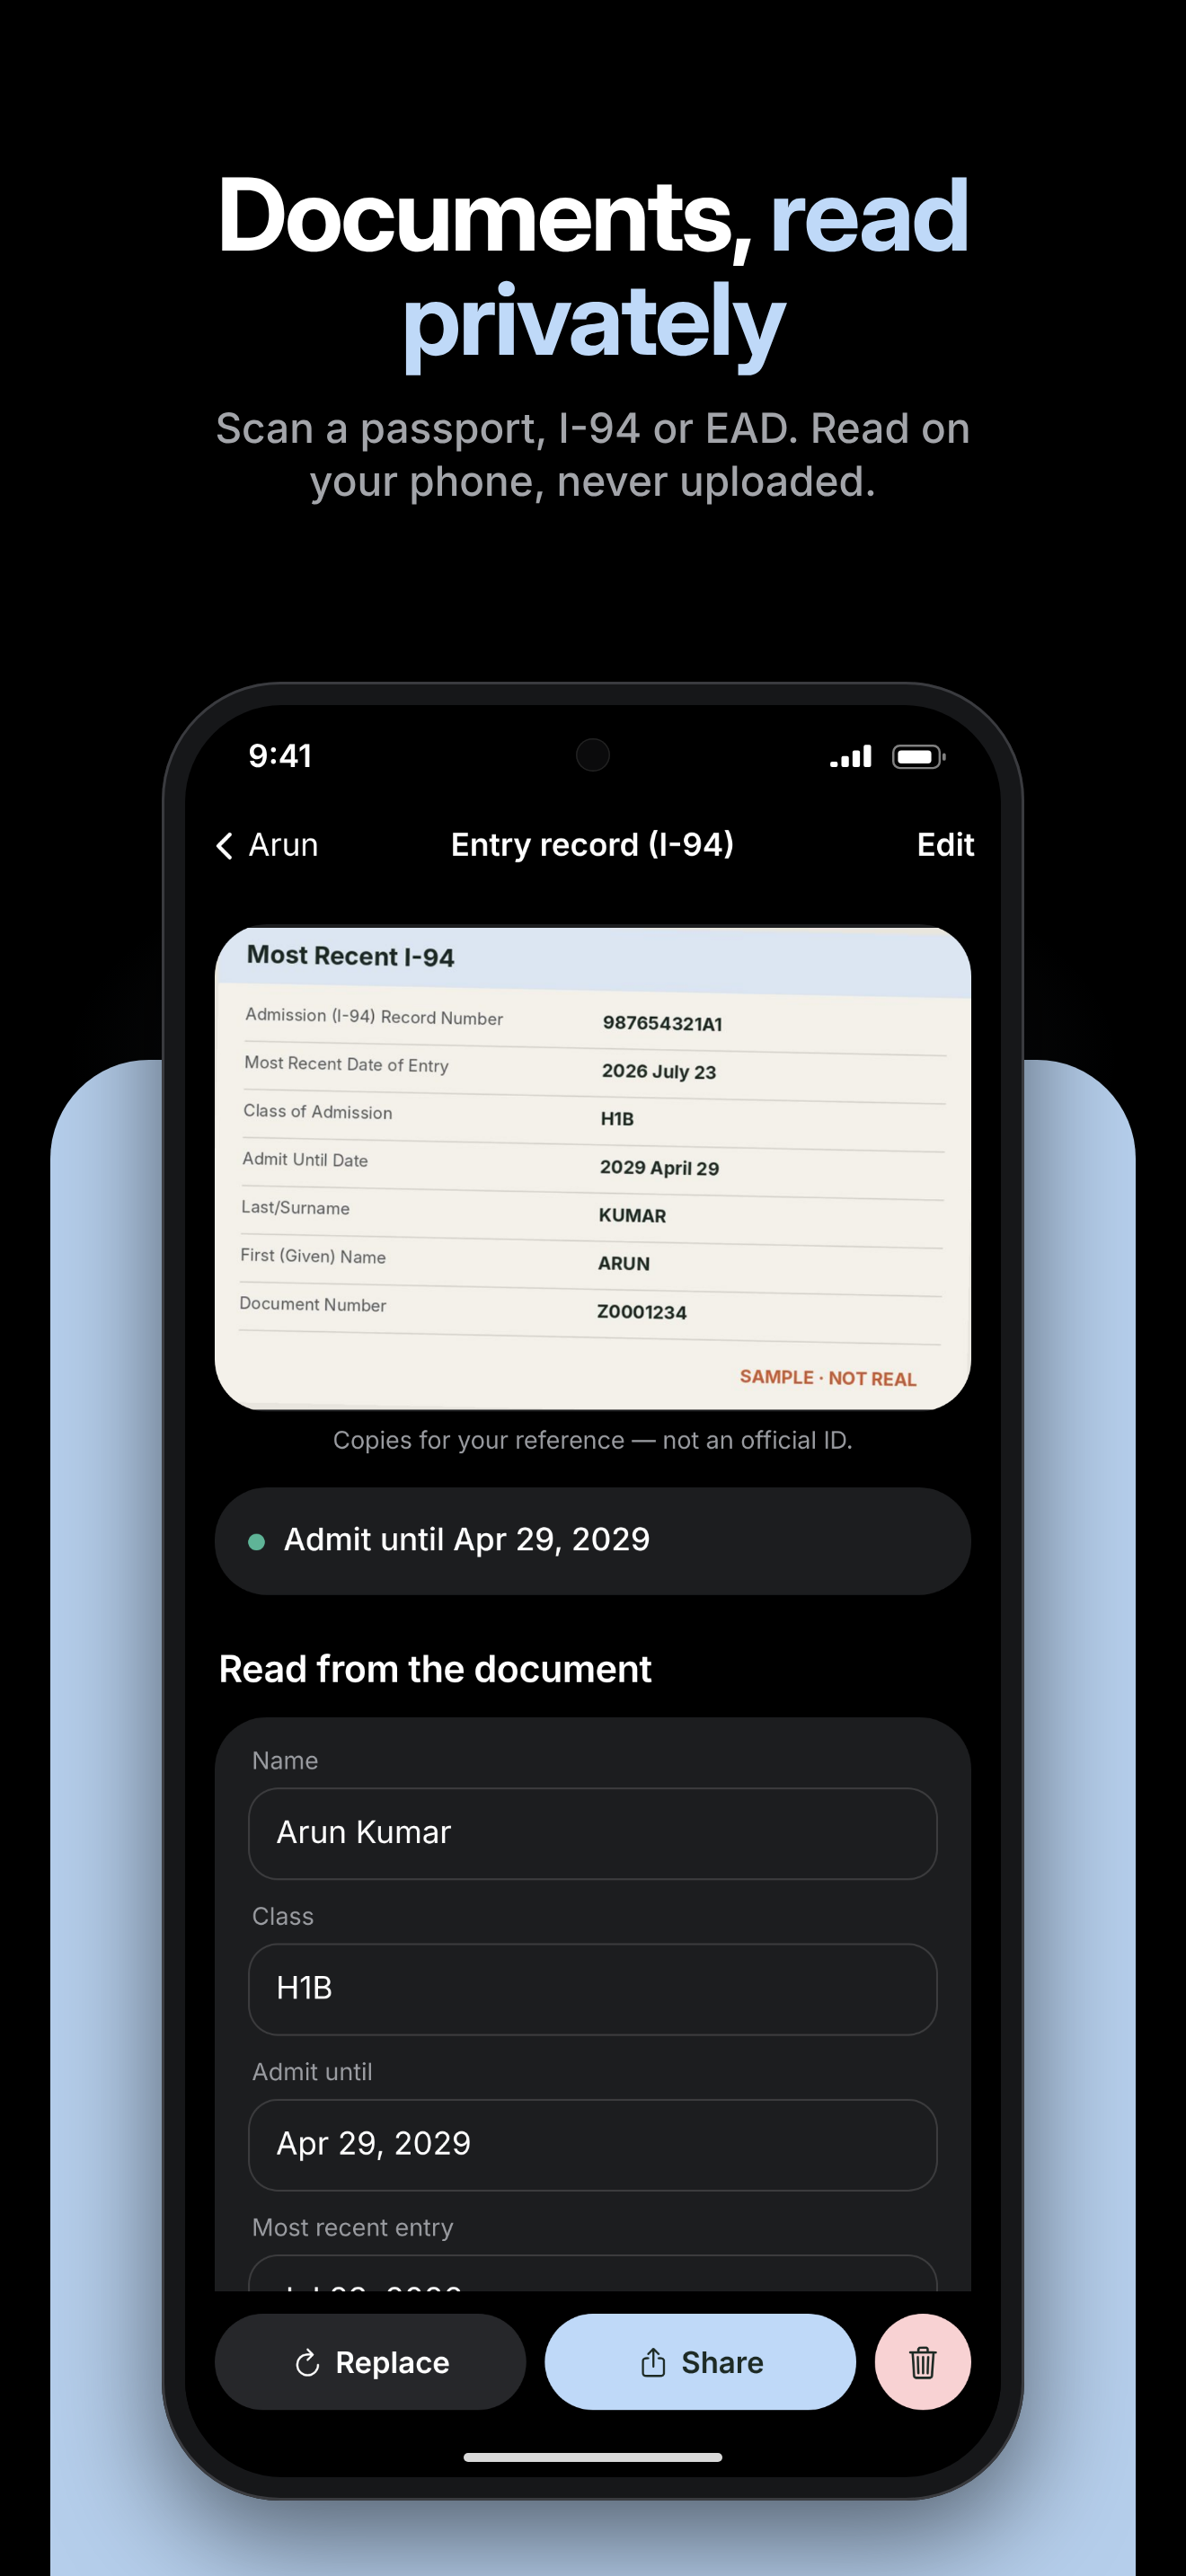 Documents, read
privately
Scan a passport, I-94 or EAD. Read on
your phone, never uploaded.
9:41
Arun
Entry record (I-94)
Edit
Most Recent I-94
Admission (I-94) Record Number 987654321A1
Most Recent Date of Entry 2026 July 23
Class of Admission H1B
Admit Until Date 2029 April 29
Last/Surname KUMAR
First (Given) Name ARUN
Document Number Z0001234
SAMPLE · NOT REAL
Copies for your reference — not an official ID.
Admit until Apr 29, 2029
Read from the document
Name
Arun Kumar
Class
H1B
Admit until
Apr 29, 2029
Most recent entry
Replace
Share